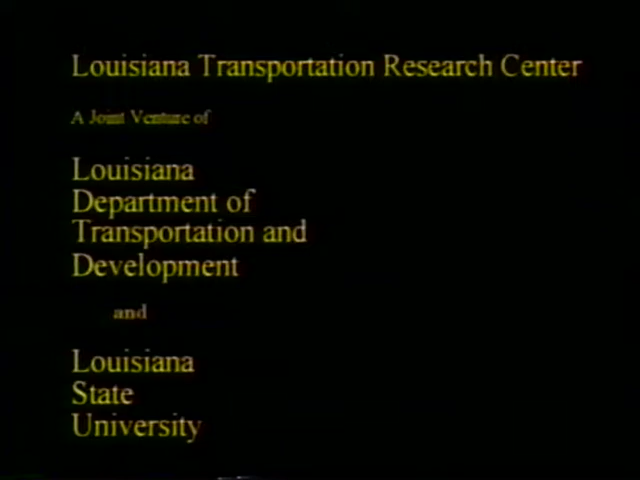 Louisiana Transportation Research Center
A Joint Venture of
Louisiana
Department of
Transportation and
Development
and
Louisiana
State
University